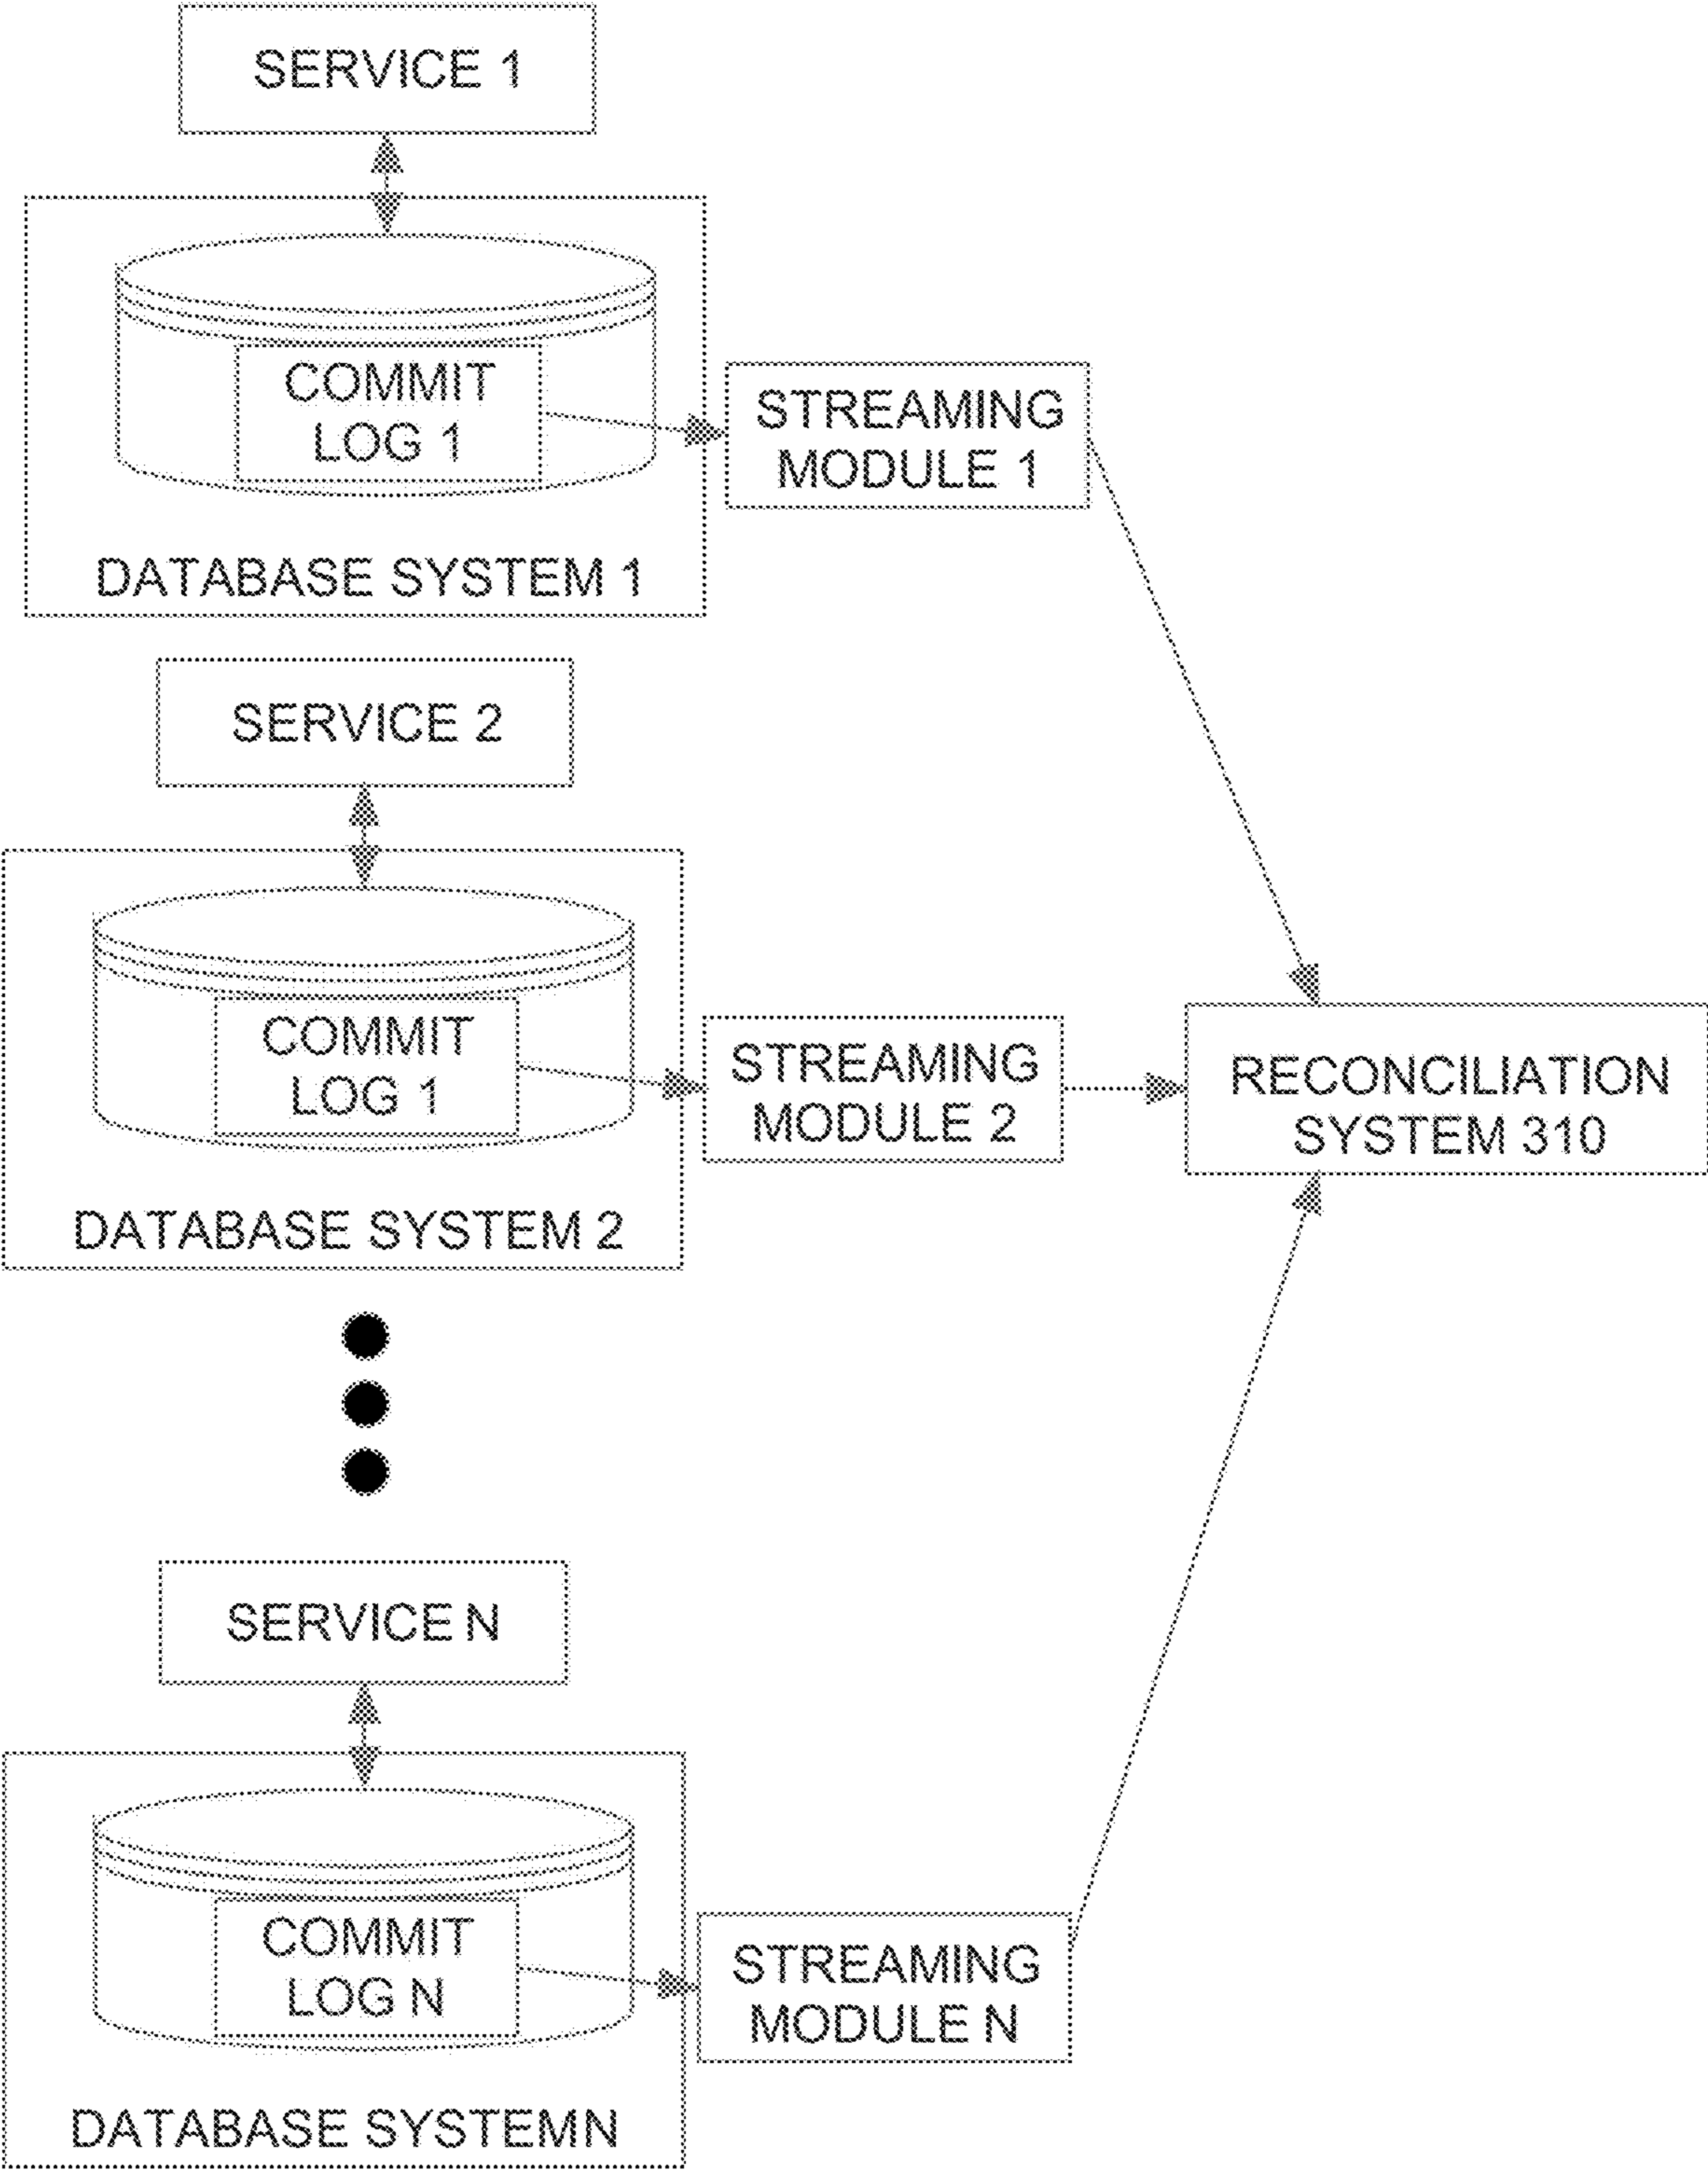 SERVICE 1
COMMIT
LOG 1
STREAMING
MODULE 1
DATABASE SYSTEM 1
SERVICE 2
COMMIT
LOG 1
STREAMING
MODULE 2
RECONCILIATION
SYSTEM 310
DATABASE SYSTEM 2
SERVICE N
COMMIT
LOG N
STREAMING
MODULE N
DATABASE SYSTEMN